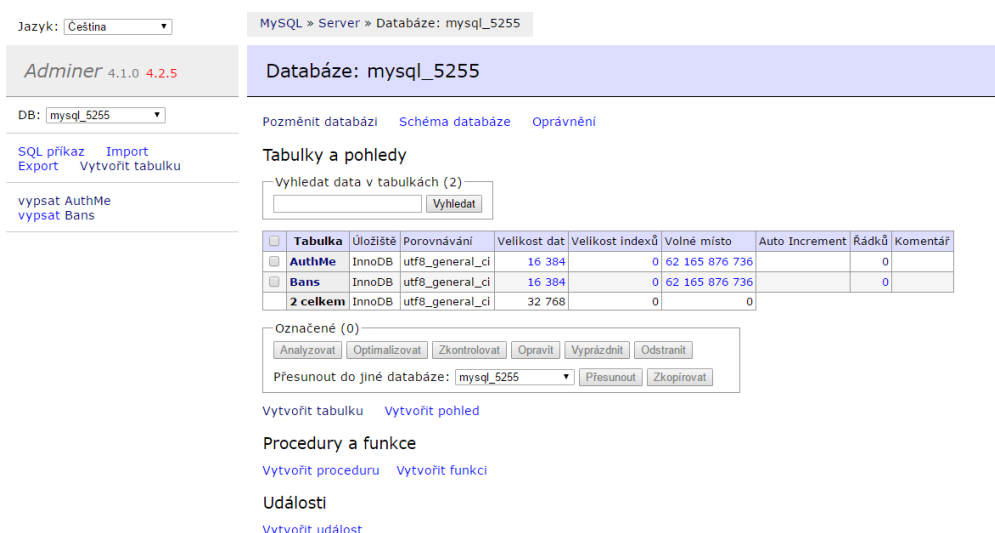 Jazyk: Čeština
MySQL » Server » Databáze: mysql_5255
Adminer 4.1.0 4.2.5
Databáze: mysql_5255
DB: mysql_5255
SQL příkaz Import
Export Vytvořit tabulku
vypsat AuthMe
vypsat Bans
Pozměnit databázi Schéma databáze Oprávnění
Tabulky a pohledy
Vyhledat data v tabulkách (2)
Vyhledat
Tabulka Úložiště Porovnávání Velikost dat Velikost indexů Volné místo Auto Increment Řádků Komentář
AuthMe InnoDB utf8_general_ci 16 384 0 62 165 876 736 0
Bans InnoDB utf8_general_ci 16 384 0 62 165 876 736 0
2 celkem InnoDB utf8_general_ci 32 768 0 0
Označené (0)
Analyzovat Optimalizovat Zkontrolovat Opravit Vyprázdnit Odstranit
Přesunout do jiné databáze: mysql_5255 Přesunout Zkopírovat
Vytvořit tabulku Vytvořit pohled
Procedury a funkce
Vytvořit proceduru Vytvořit funkci
Události
Vytvořit událost